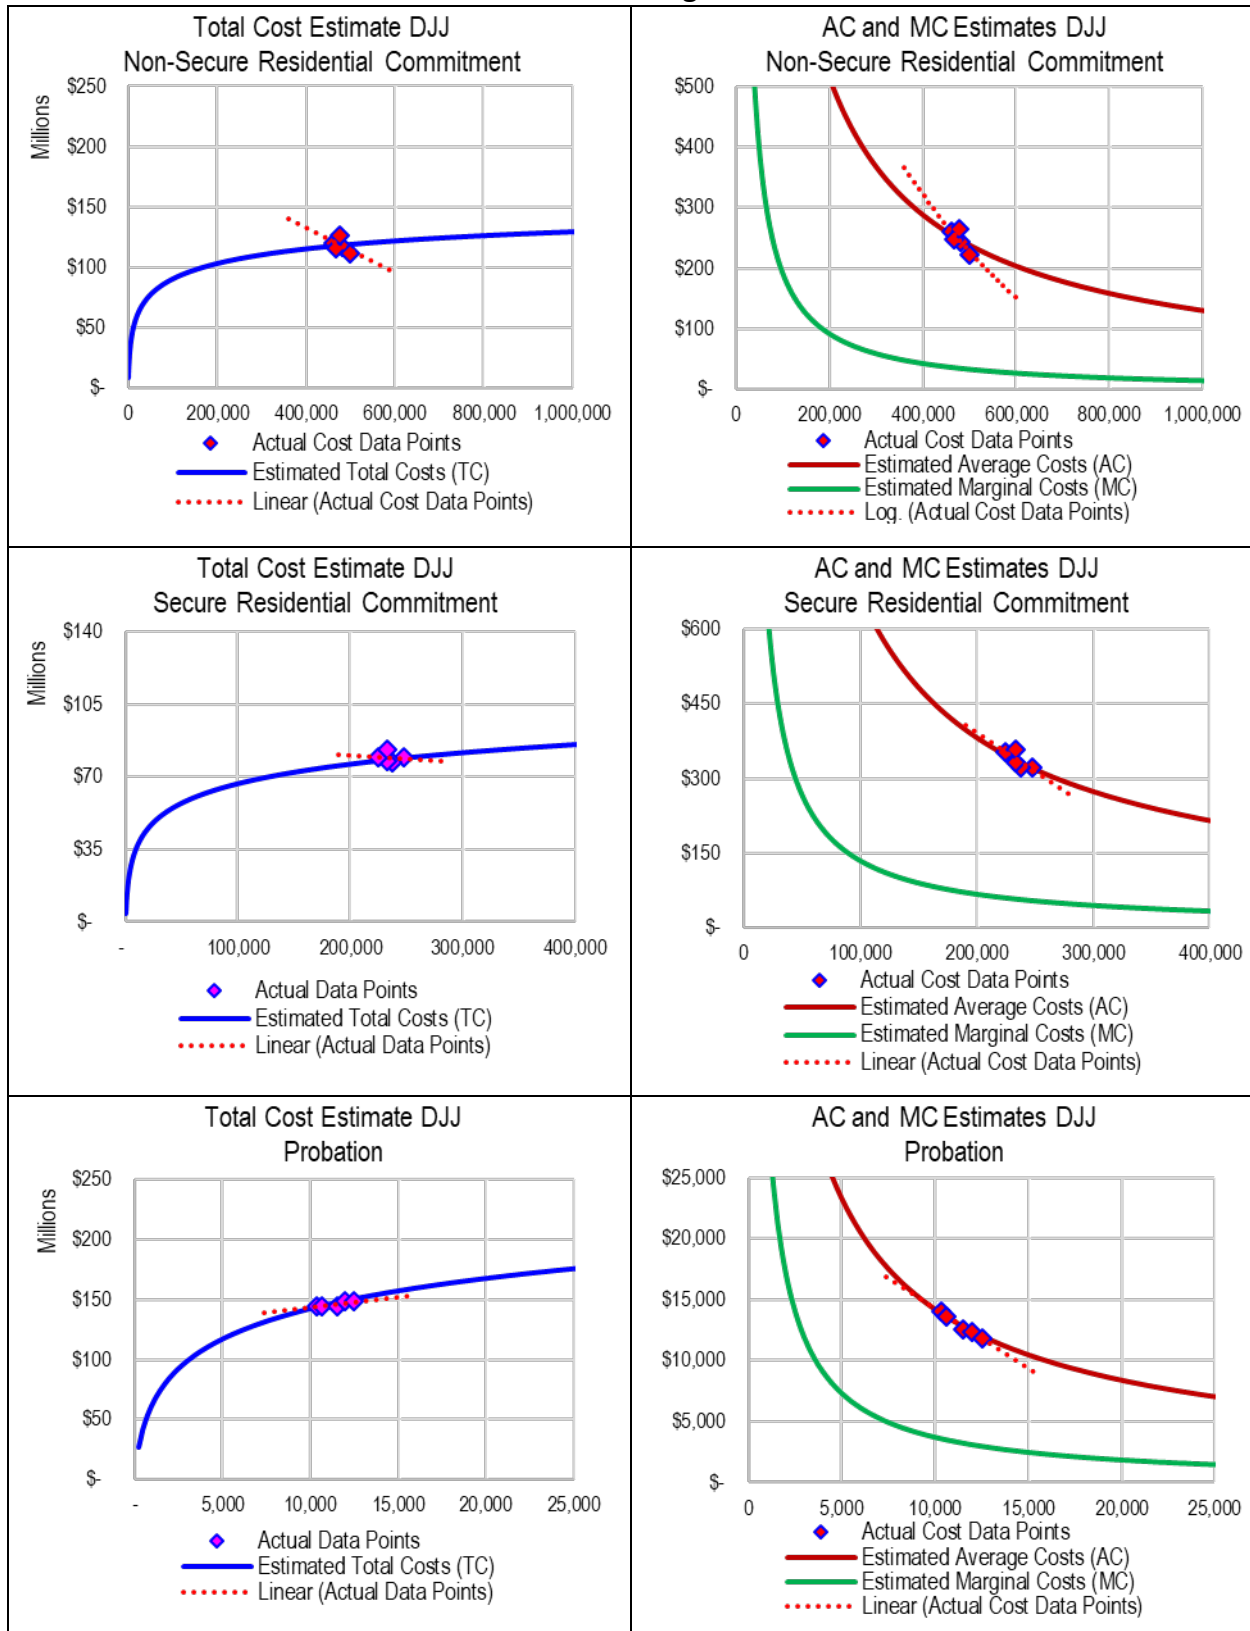 Total Cost Estimate DJJ
Non-Secure Residential Commitment
Millions
$250
$200
$150
$100
$50
$-
0 200,000 400,000 600,000 800,000 1,000,000
Actual Cost Data Points
Estimated Total Costs (TC)
Linear (Actual Cost Data Points)
AC and MC Estimates DJJ
Non-Secure Residential Commitment
$500
$400
$300
$200
$100
$-
0 200,000 400,000 600,000 800,000 1,000,000
Actual Cost Data Points
Estimated Average Costs (AC)
Estimated Marginal Costs (MC)
Log. (Actual Cost Data Points)
Total Cost Estimate DJJ
Secure Residential Commitment
Millions
$140
$105
$70
$35
$-
- 100,000 200,000 300,000 400,000
Actual Data Points
Estimated Total Costs (TC)
Linear (Actual Data Points)
AC and MC Estimates DJJ
Secure Residential Commitment
$600
$450
$300
$150
$-
0 100,000 200,000 300,000 400,000
Actual Cost Data Points
Estimated Average Costs (AC)
Estimated Marginal Costs (MC)
Linear (Actual Cost Data Points)
Total Cost Estimate DJJ
Probation
Millions
$250
$200
$150
$100
$50
$-
- 5,000 10,000 15,000 20,000 25,000
Actual Data Points
Estimated Total Costs (TC)
Linear (Actual Data Points)
AC and MC Estimates DJJ
Probation
$25,000
$20,000
$15,000
$10,000
$5,000
$-
0 5,000 10,000 15,000 20,000 25,000
Actual Cost Data Points
Estimated Average Costs (AC)
Estimated Marginal Costs (MC)
Linear (Actual Cost Data Points)